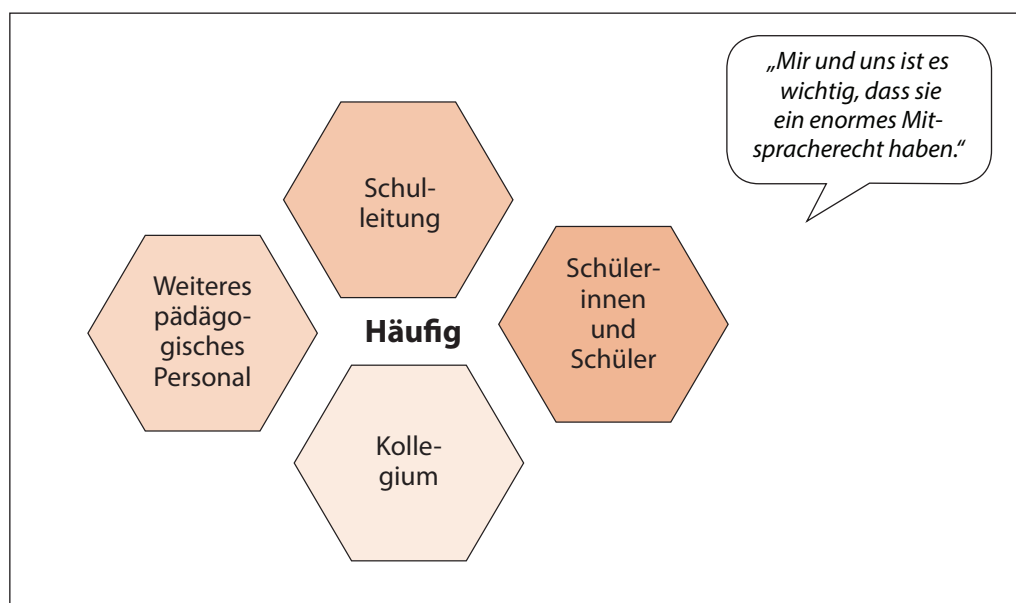 „Mir und uns ist es
wichtig, dass sie
ein enormes Mit-
spracherecht haben.“
Schul-
leitung
Weiteres
pädago-
gisches
Personal
Häufig
Schüler-
innen
und
Schüler
Kolle-
gium